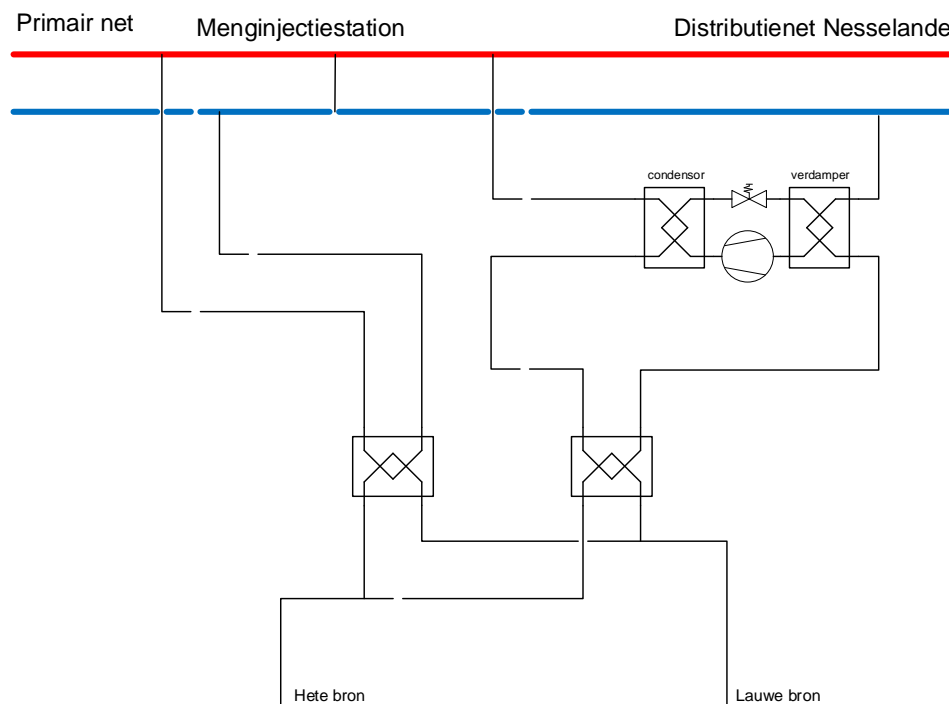 Primair net
Menginjectiestation
Distributienet Nesselande
condensor
verdamper
Hete bron
Lauwe bron